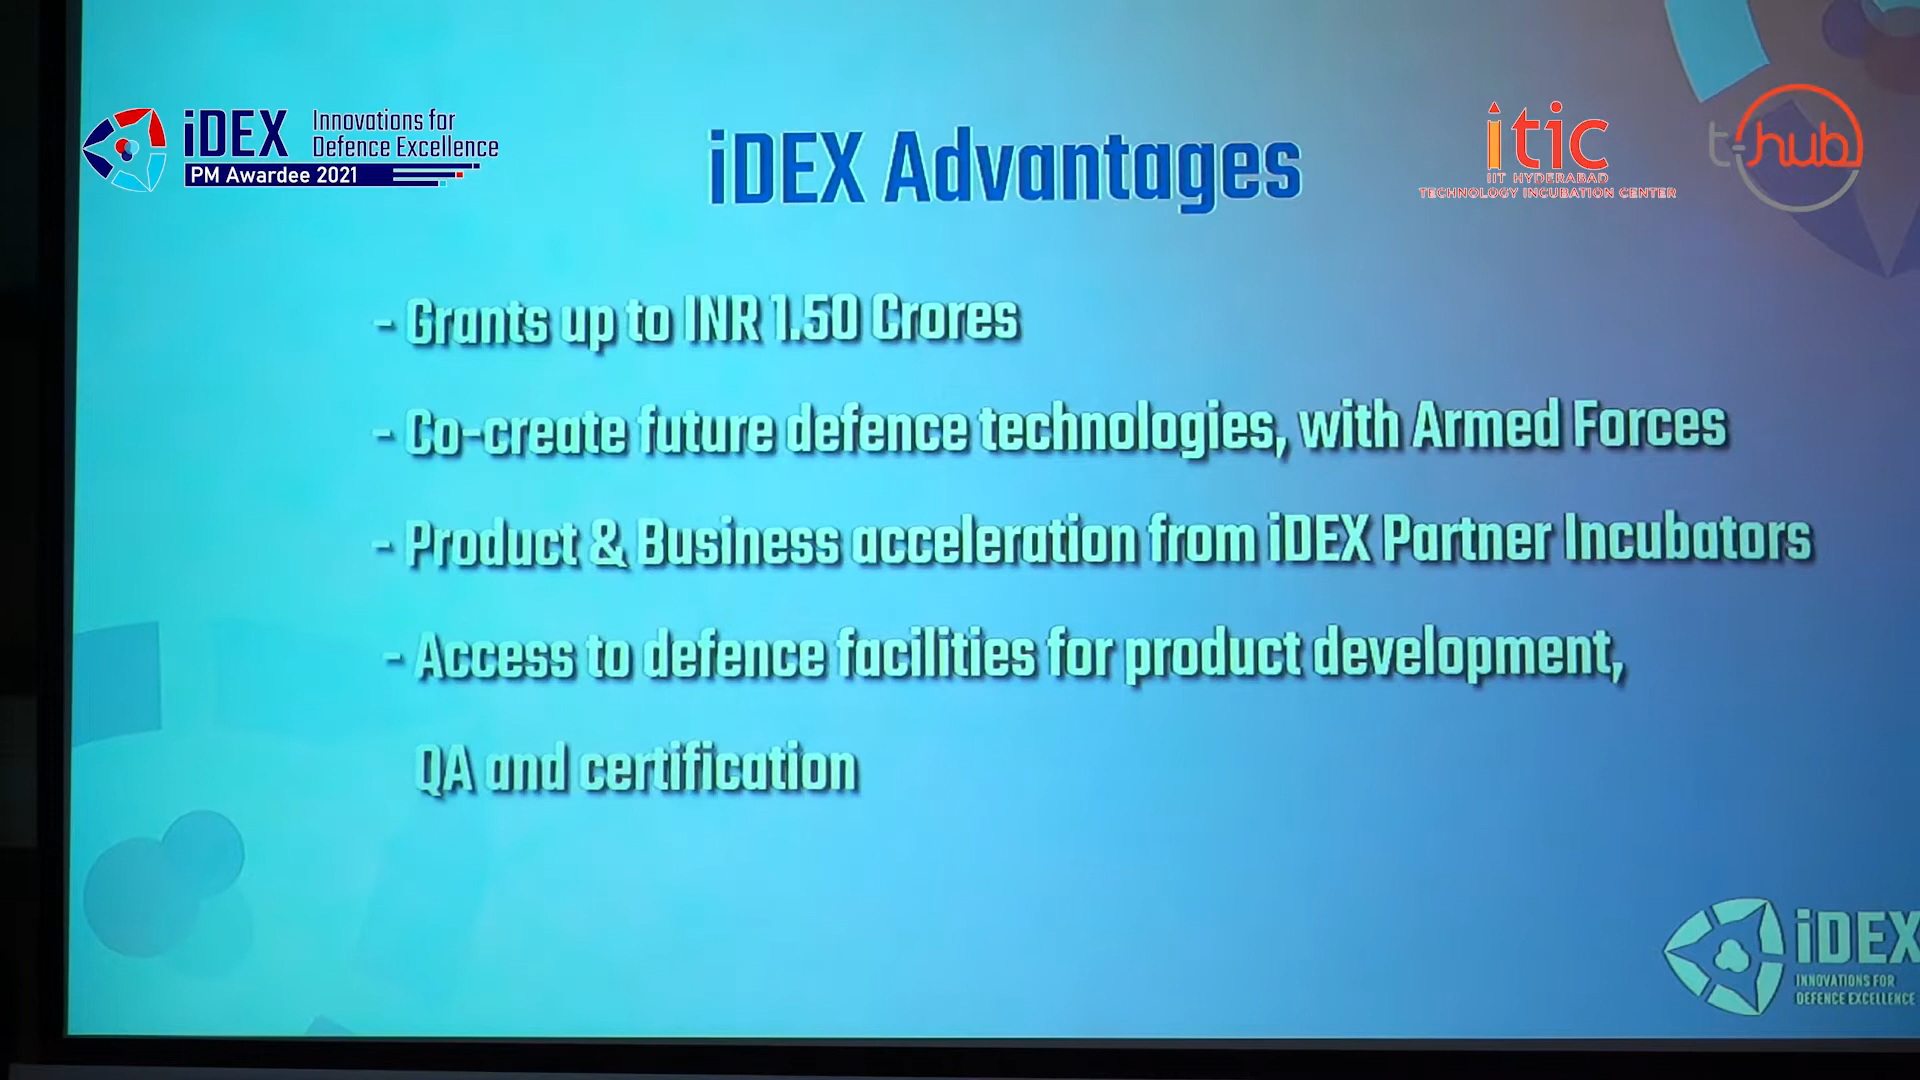 iDEX
Innovations for
Defence Excellence
PM Awardee 2021
iDEX Advantages
itic
IIT HYDERABAD
TECHNOLOGY INCUBATION CENTER
t-hub
- Grants up to INR 1.50 Crores
- Co-create future defence technologies, with Armed Forces
- Product & Business acceleration from iDEX Partner Incubators
- Access to defence facilities for product development,
QA and certification
iDEX
INNOVATIONS FOR
DEFENCE EXCELLENCE